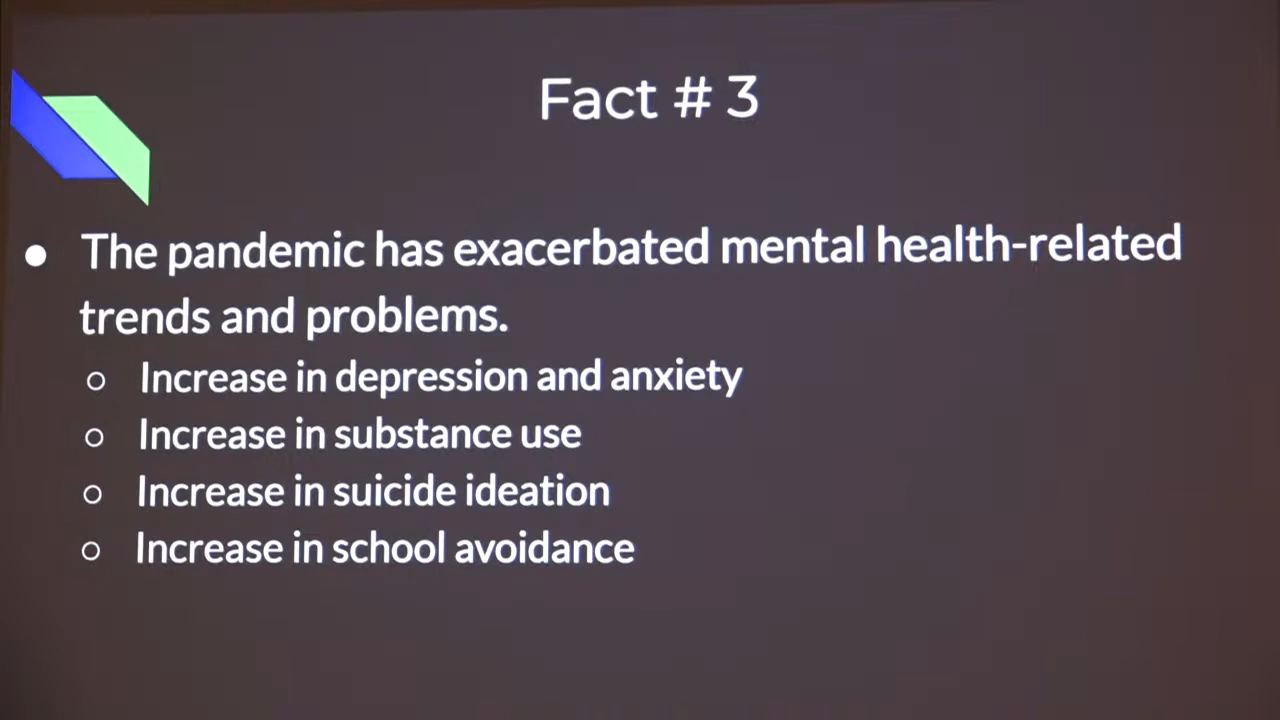 Fact # 3
● The pandemic has exacerbated mental health-related
trends and problems.
○ Increase in depression and anxiety
○ Increase in substance use
○ Increase in suicide ideation
○ Increase in school avoidance